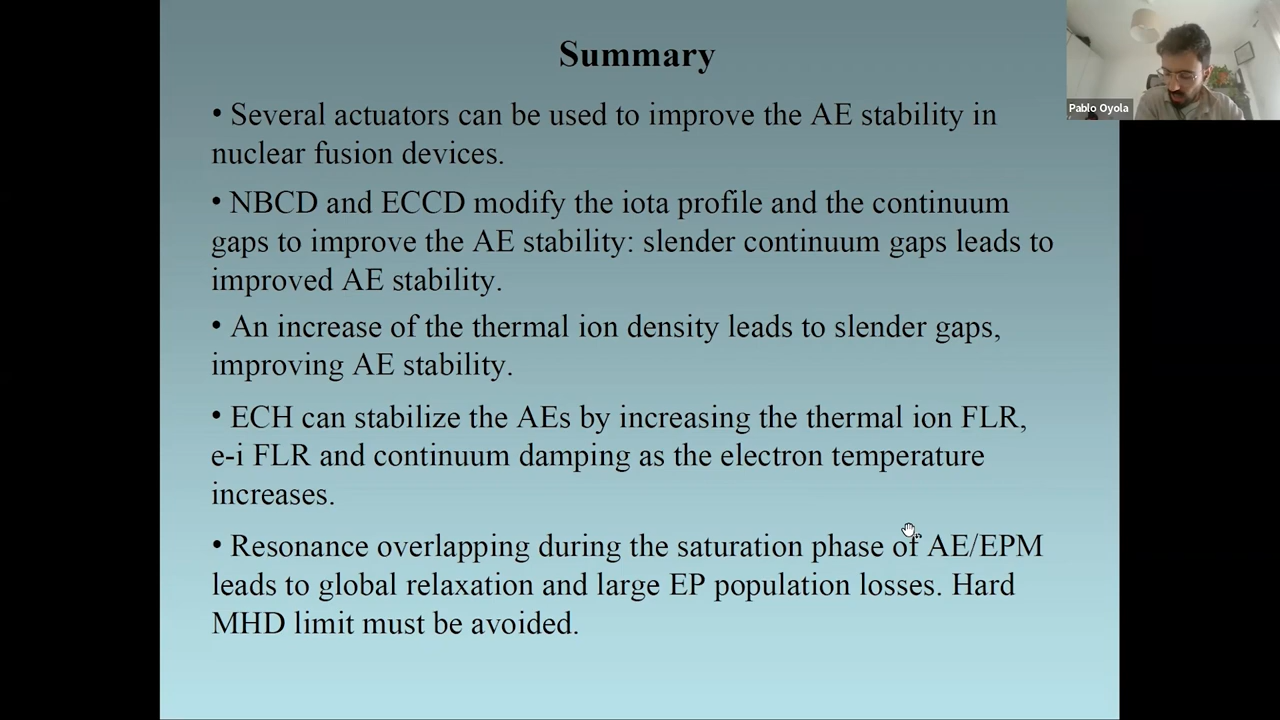 Summary
• Several actuators can be used to improve the AE stability in
nuclear fusion devices.
• NBCD and ECCD modify the iota profile and the continuum
gaps to improve the AE stability: slender continuum gaps leads to
improved AE stability.
• An increase of the thermal ion density leads to slender gaps,
improving AE stability.
• ECH can stabilize the AEs by increasing the thermal ion FLR,
e-i FLR and continuum damping as the electron temperature
increases.
• Resonance overlapping during the saturation phase of AE/EPM
leads to global relaxation and large EP population losses. Hard
MHD limit must be avoided.
Pablo Oyola